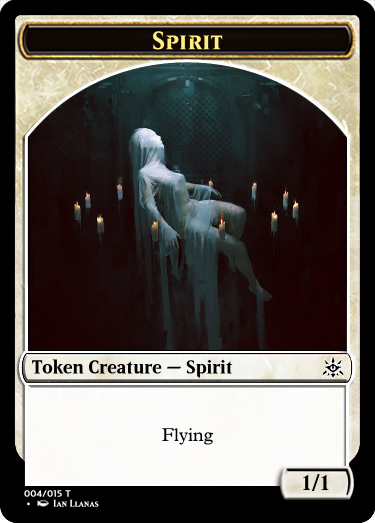 Spirit
Token Creature — Spirit
Flying
1/1
004/015 T
• Ian Llanas